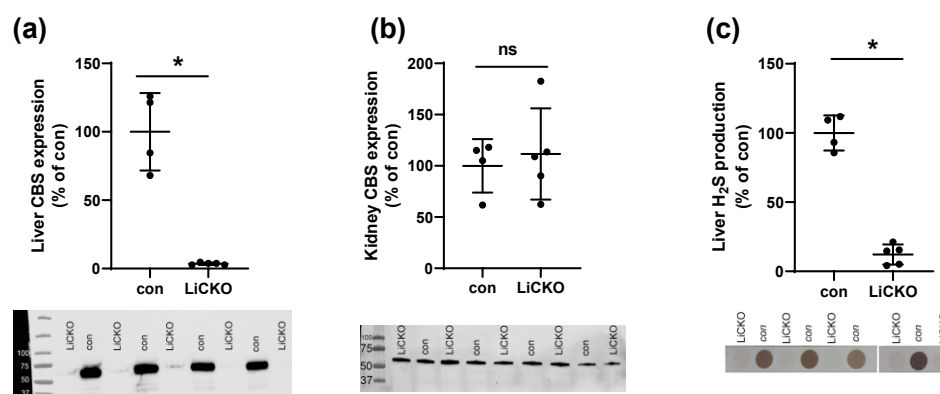 (a)
*
Liver CBS expression
(% of con)
150
100
50
0
con LiCKO
LiCKO con LiCKO con LiCKO con LiCKO con LiCKO
100
75
50
37
(b)
ns
Kidney CBS expression
(% of con)
200
150
100
50
0
con LiCKO
LiCKO con LiCKO con LiCKO con LiCKO con LiCKO
100
75
50
37
(c)
*
Liver H2S production
(% of con)
150
100
50
0
con LiCKO
LiCKO con LiCKO con LiCKO con LiCKO con